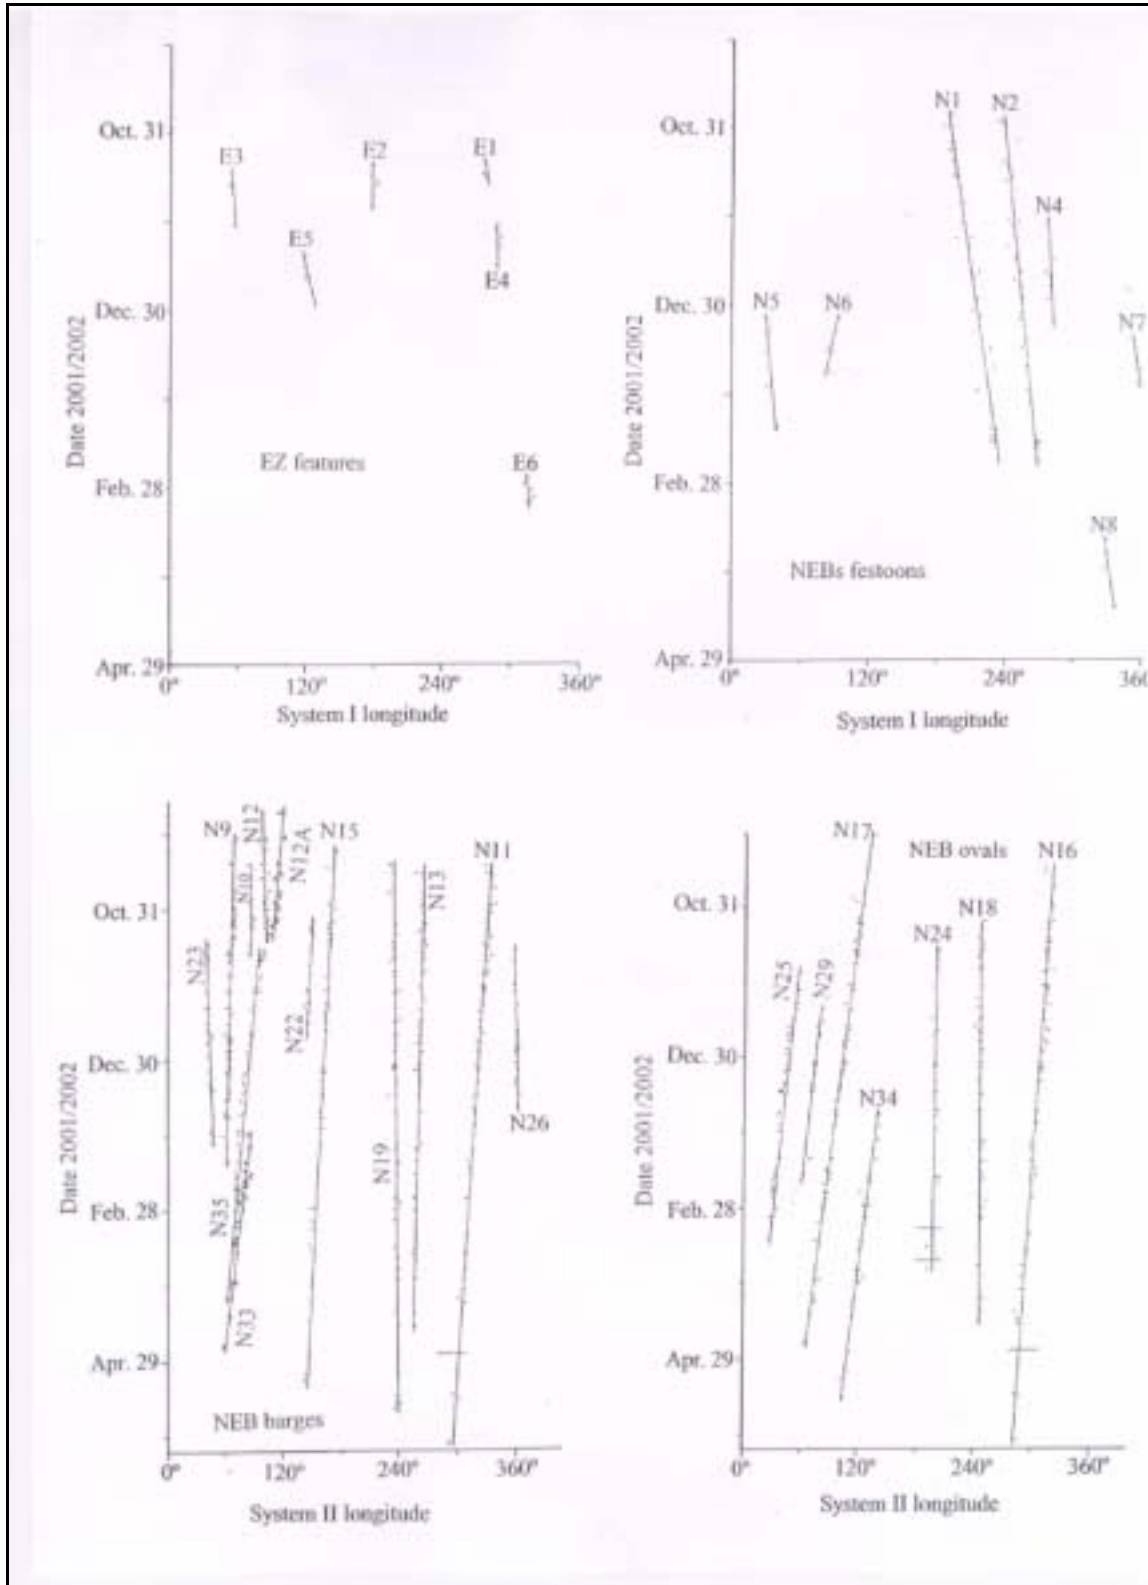 E3
E2
E1
E5
E4
E6
Oct. 31
Dec. 30
Feb. 28
Apr. 29
Date 2001/2002
EZ features
0° 120° 240° 360°
System I longitude
N1 N2
N4
N5 N6
N7
N8
Oct. 31
Dec. 30
Feb. 28
Apr. 29
Date 2001/2002
NEBs festoons
0° 120° 240° 360
System I longitude
N9
N10
N12
N12A
N15
N11
N13
N23
N22
N19
N26
N35
N33
Oct. 31
Dec. 30
Feb. 28
Apr. 29
Date 2001/2002
NEB barges
0° 120° 240° 360°
System II longitude
N17
NEB ovals
N16
N18
N24
N25
N29
N34
Oct. 31
Dec. 30
Feb. 28
Apr. 29
Date 2001/2002
0° 120° 240° 360°
System II longitude